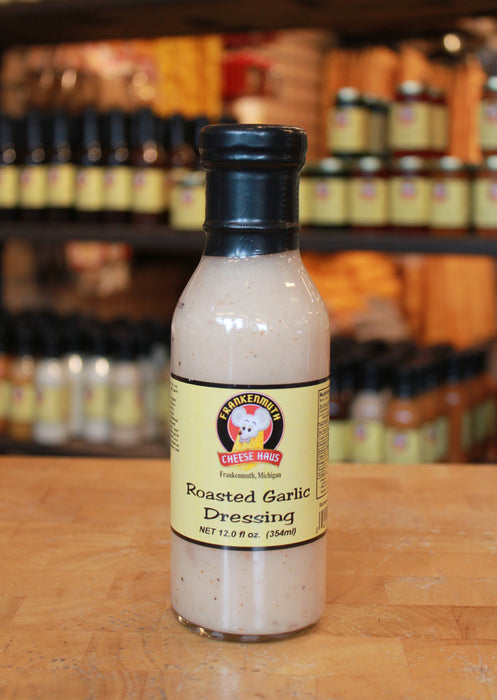 FRANKENMUTH
CHEESE HAUS
Frankenmuth, Michigan
Roasted Garlic
Dressing
NET 12.0 fl oz. (354ml)